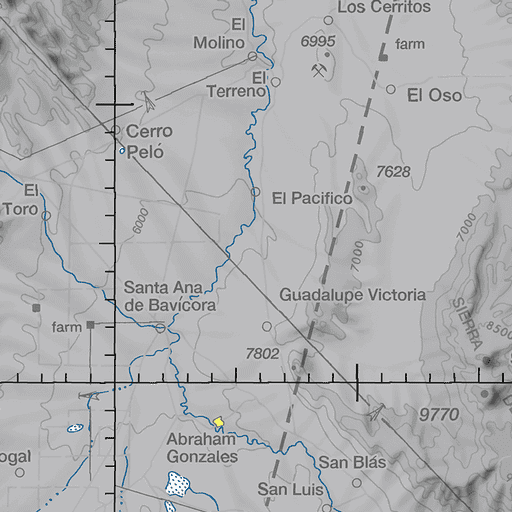 Los Cerritos
El
Molino
6995
farm
El
Terreno
El Oso
Cerro
Peló
7628
El
Toro
El Pacifico
6000
7000
7000
Santa Ana
de Bavícora
Guadalupe Victoria
SIERRA
farm
8500
7802
9770
Abraham
Gonzales
ogal
San Blás
San Luis